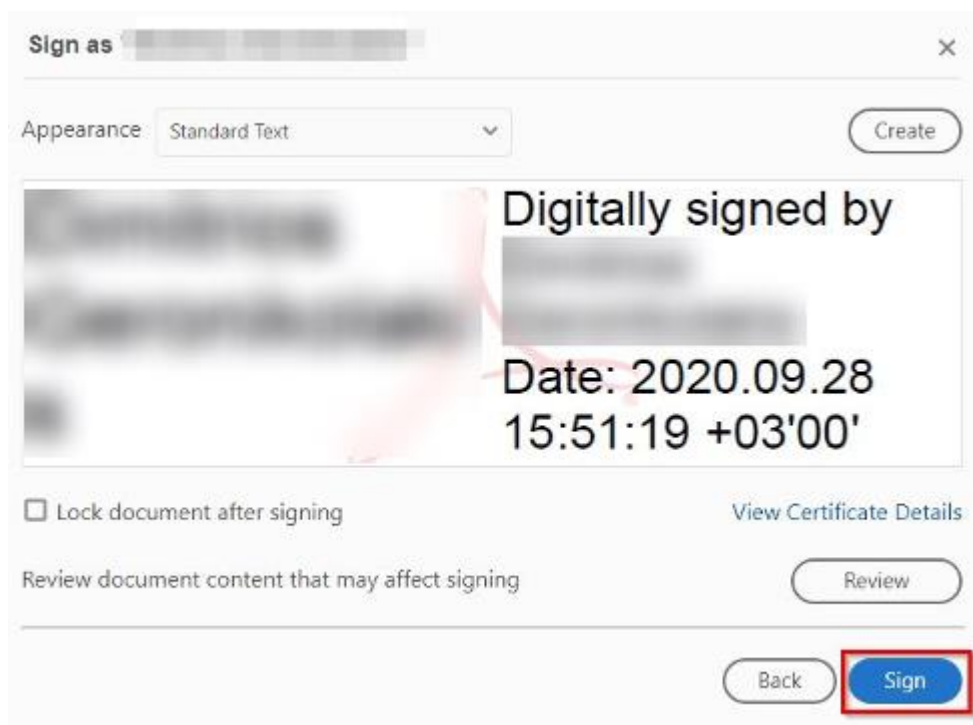 Sign as
Appearance Standard Text Create
Digitally signed by
Date: 2020.09.28
15:51:19 +03'00'
Lock document after signing View Certificate Details
Review document content that may affect signing Review
Back Sign